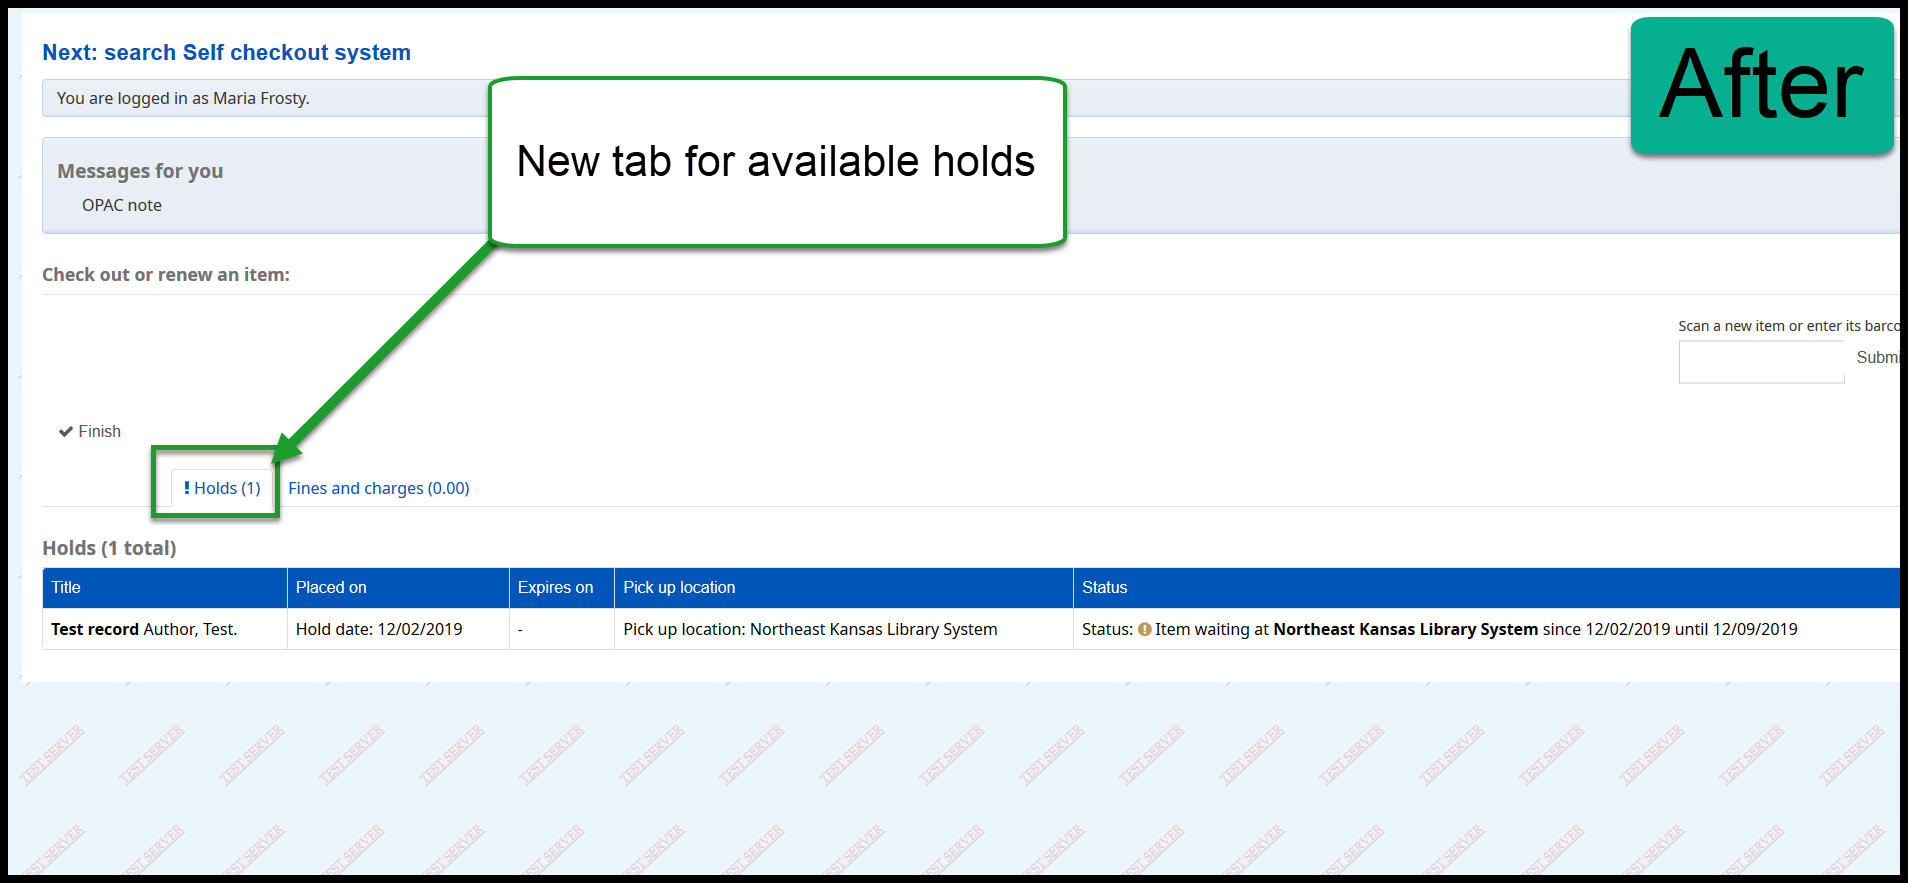 After
Next: search Self checkout system
You are logged in as Maria Frosty.
New tab for available holds
Messages for you
OPAC note
Check out or renew an item:
Scan a new item or enter its barco
Submi
Finish
! Holds (1) Fines and charges (0.00)
Holds (1 total)
Title Placed on Expires on Pick up location Status
Test record Author, Test. Hold date: 12/02/2019 - Pick up location: Northeast Kansas Library System Status: Item waiting at Northeast Kansas Library System since 12/02/2019 until 12/09/2019
TEST SERVER TEST SERVER TEST SERVER TEST SERVER TEST SERVER TEST SERVER TEST SERVER TEST SERVER TEST SERVER TEST SERVER TEST SERVER TEST SERVER TEST SERVER TEST SERVER TEST SERVER TEST SERVER TEST SERVER TEST SERVER TEST SERVER
TEST SERVER TEST SERVER TEST SERVER TEST SERVER TEST SERVER TEST SERVER TEST SERVER TEST SERVER TEST SERVER TEST SERVER TEST SERVER TEST SERVER TEST SERVER TEST SERVER TEST SERVER TEST SERVER TEST SERVER TEST SERVER TEST SERVER